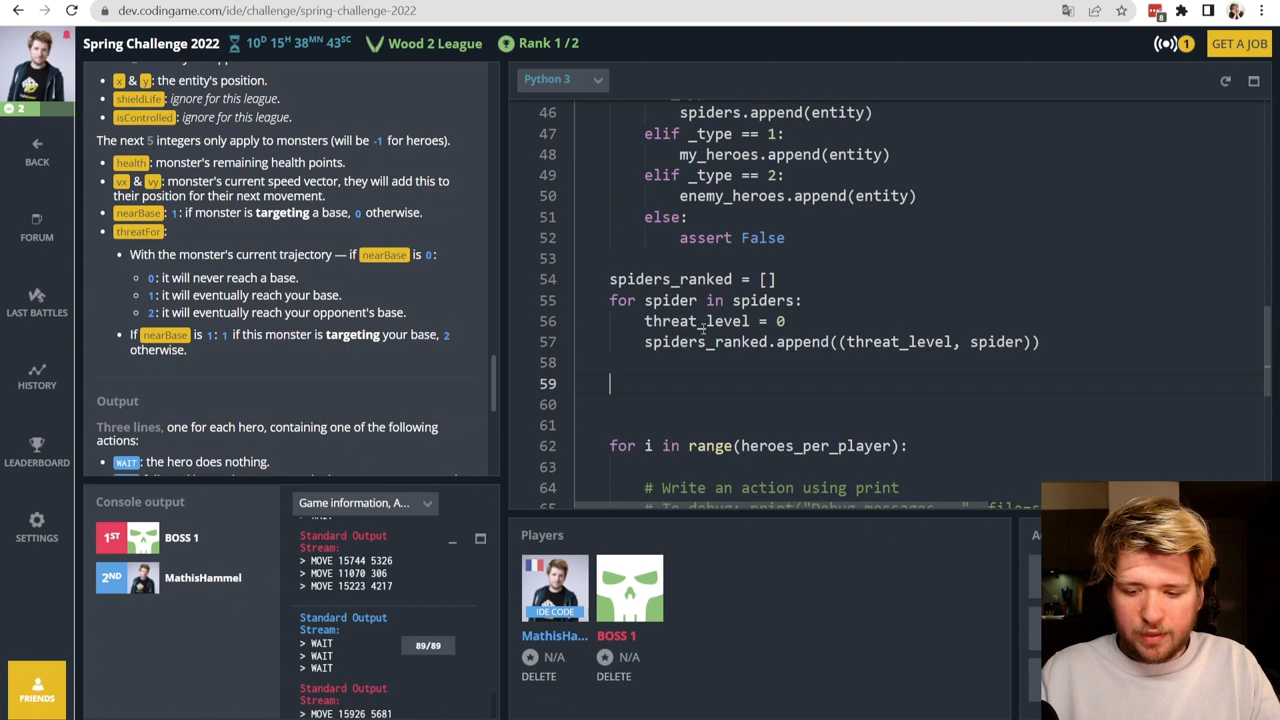 dev.codingame.com/ide/challenge/spring-challenge-2022
8
Spring Challenge 2022
10D 15H 38MN 43SC
Wood 2 League
Rank 1 / 2
1
GET A JOB
2
BACK
FORUM
LAST BATTLES
HISTORY
LEADERBOARD
SETTINGS
FRIENDS
x & y: the entity's position.
shieldLife: ignore for this league.
isControlled: ignore for this league.
The next 5 integers only apply to monsters (will be -1 for heroes).
health: monster's remaining health points.
vx & vy: monster's current speed vector, they will add this to
their position for their next movement.
nearBase: 1: if monster is targeting a base, 0 otherwise.
threatFor:
With the monster's current trajectory — if nearBase is 0:
0: it will never reach a base.
1: it will eventually reach your base.
2: it will eventually reach your opponent's base.
If nearBase is 1: 1 if this monster is targeting your base, 2
otherwise.
Output
Three lines, one for each hero, containing one of the following
actions:
WAIT: the hero does nothing.
Console output
Game information, A...
1ST BOSS 1
2ND MathisHammel
Standard Output
Stream:
> MOVE 15744 5326
> MOVE 11070 306
> MOVE 15223 4217
Standard Output
Stream:
> WAIT
> WAIT
> WAIT
89/89
Standard Output
Stream:
> MOVE 15926 5681
Python 3
46 spiders.append(entity)
47 elif _type == 1:
48 my_heroes.append(entity)
49 elif _type == 2:
50 enemy_heroes.append(entity)
51 else:
52 assert False
53
54 spiders_ranked = []
55 for spider in spiders:
56 threat_level = 0
57 spiders_ranked.append((threat_level, spider))
58
59
60
61
62 for i in range(heroes_per_player):
63
64 # Write an action using print
Players
IDE CODE
MathisHa...
N/A
DELETE
BOSS 1
N/A
DELETE